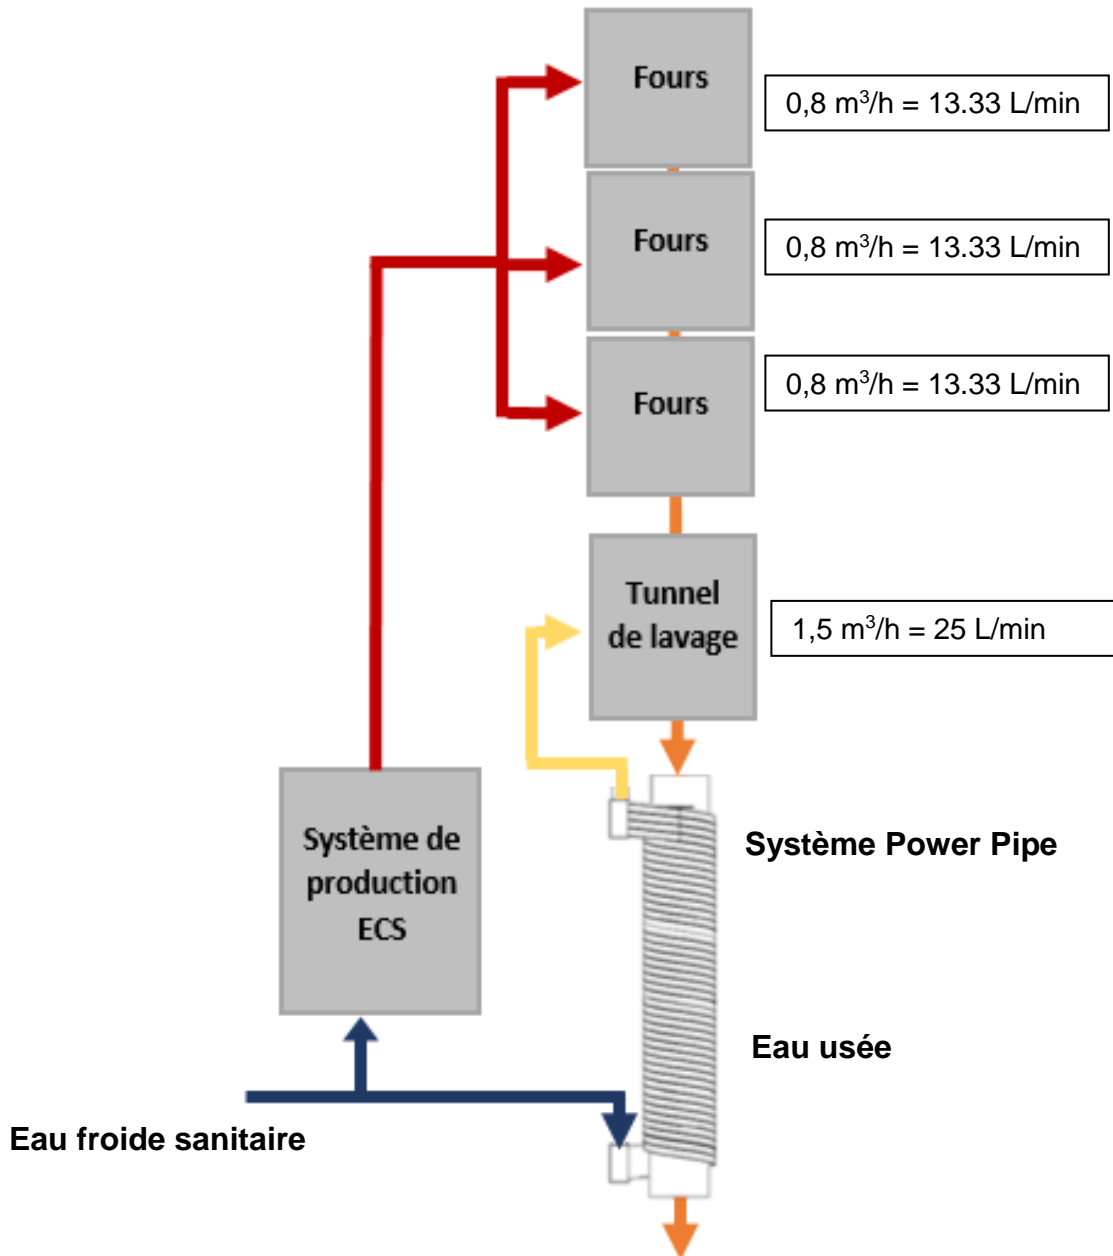 Fours
0,8 m³/h = 13.33 L/min
Fours
0,8 m³/h = 13.33 L/min
Fours
0,8 m³/h = 13.33 L/min
Tunnel
de lavage
1,5 m³/h = 25 L/min
Système de
production
ECS
Système Power Pipe
Eau usée
Eau froide sanitaire